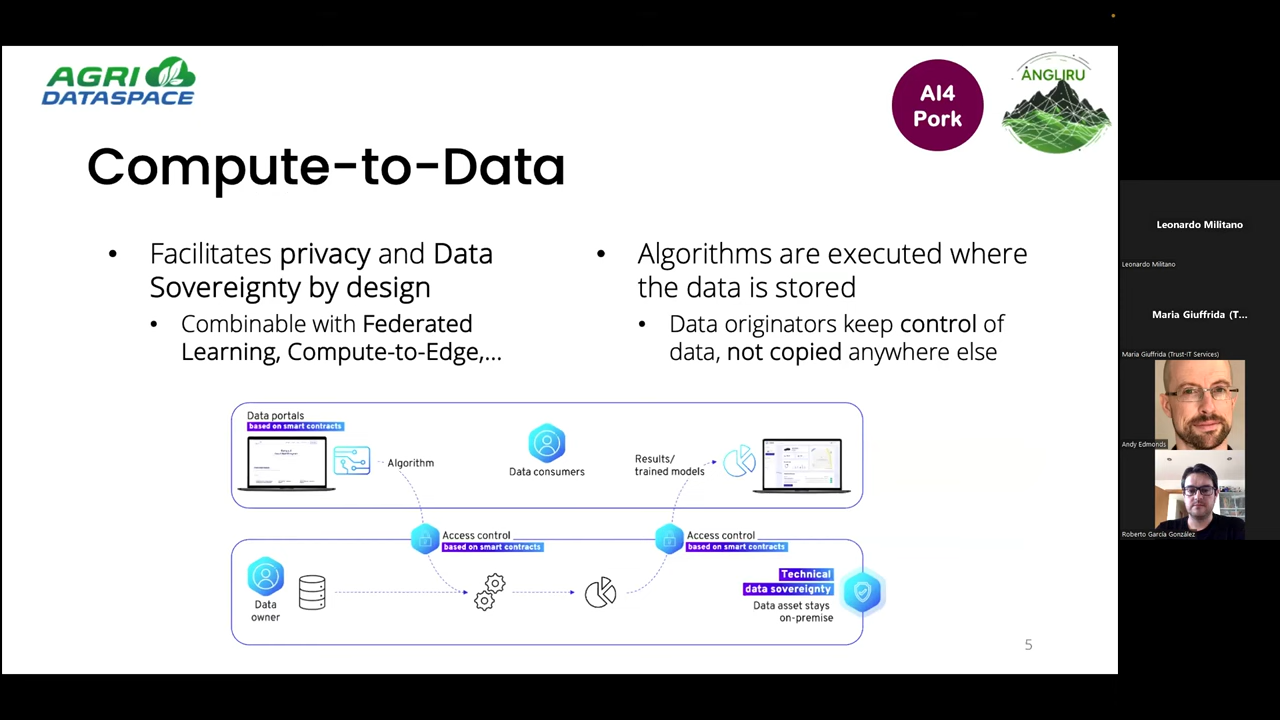 AGRI
DATASPACE
AI4
Pork
ANGLIRU
Compute-to-Data
• Facilitates privacy and Data
Sovereignty by design
• Combinable with Federated
Learning, Compute-to-Edge,...
• Algorithms are executed where
the data is stored
• Data originators keep control of
data, not copied anywhere else
Data portals
based on smart contracts
Algorithm
Data consumers
Results/
trained models
Access control
based on smart contracts
Access control
based on smart contracts
Data
owner
Technical
data sovereignty
Data asset stays
on-premise
5
Leonardo Militano
Leonardo Militano
Maria Giuffrida (T...
Maria Giuffrida (Trust-IT Services)
Andy Edmonds
Roberto García González